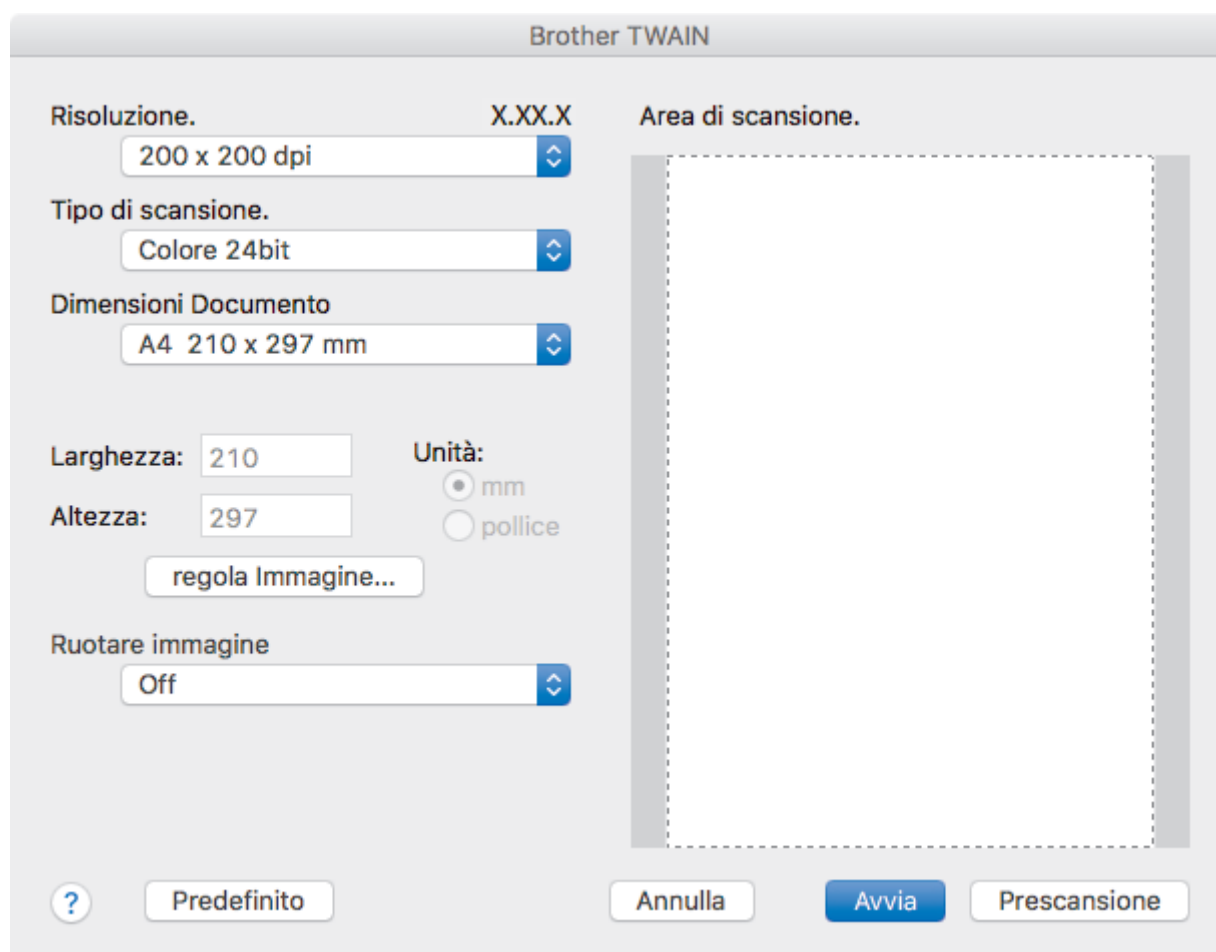 Brother TWAIN
Risoluzione. X.XX.X
200 x 200 dpi
Tipo di scansione.
Colore 24bit
Dimensioni Documento
A4 210 x 297 mm
Larghezza: 210
Altezza: 297
Unità:
mm
pollice
regola Immagine...
Ruotare immagine
Off
Area di scansione.
? Predefinito Annulla Avvia Prescansione